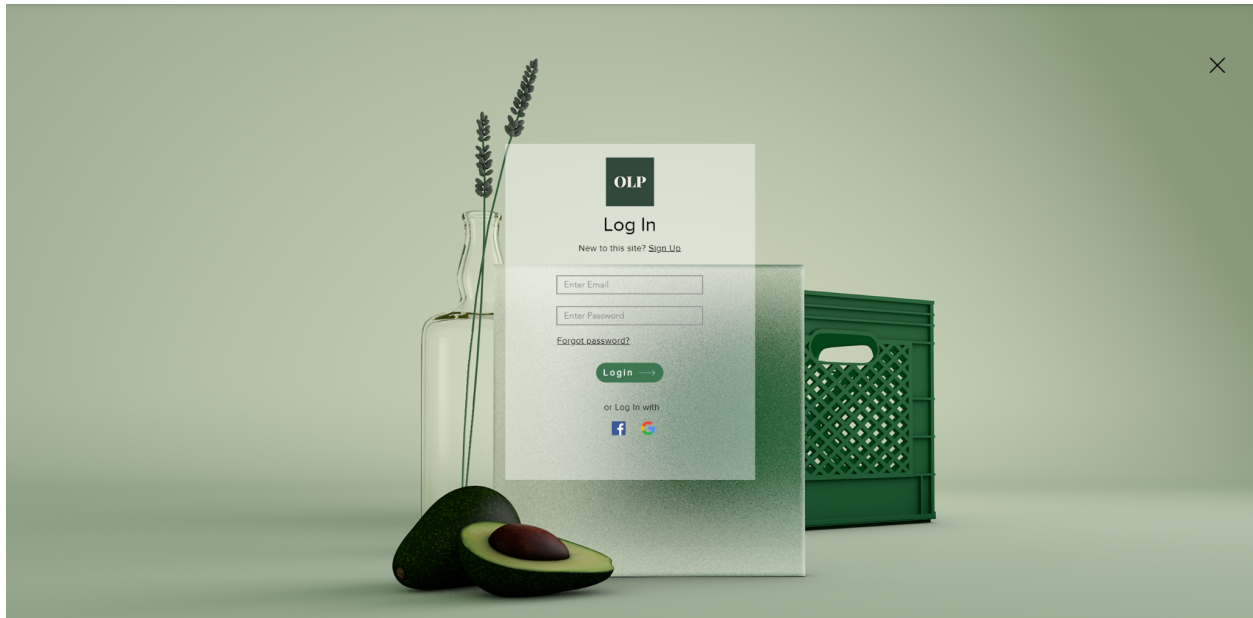 OLP
Log In
New to this site? Sign Up
Enter Email
Enter Password
Forgot password?
Login
or Log In with